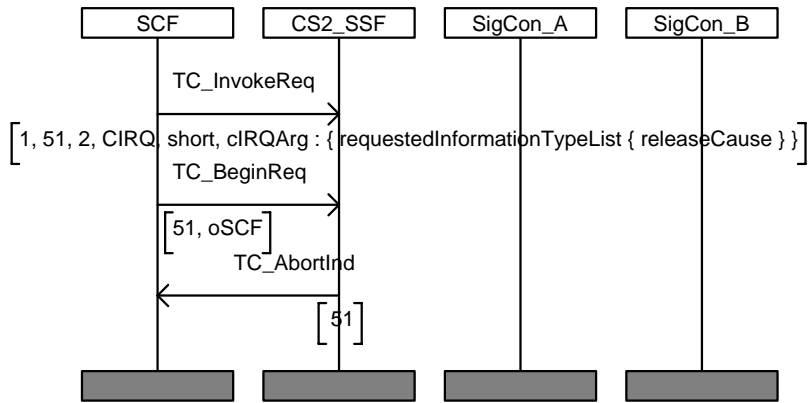 SCF CS2_SSF SigCon_A SigCon_B
TC_InvokeReq
[1, 51, 2, CIRQ, short, cIRQArg : { requestedInformationTypeList { releaseCause } }]
TC_BeginReq
[51, oSCF]
TC_AbortInd
[51]